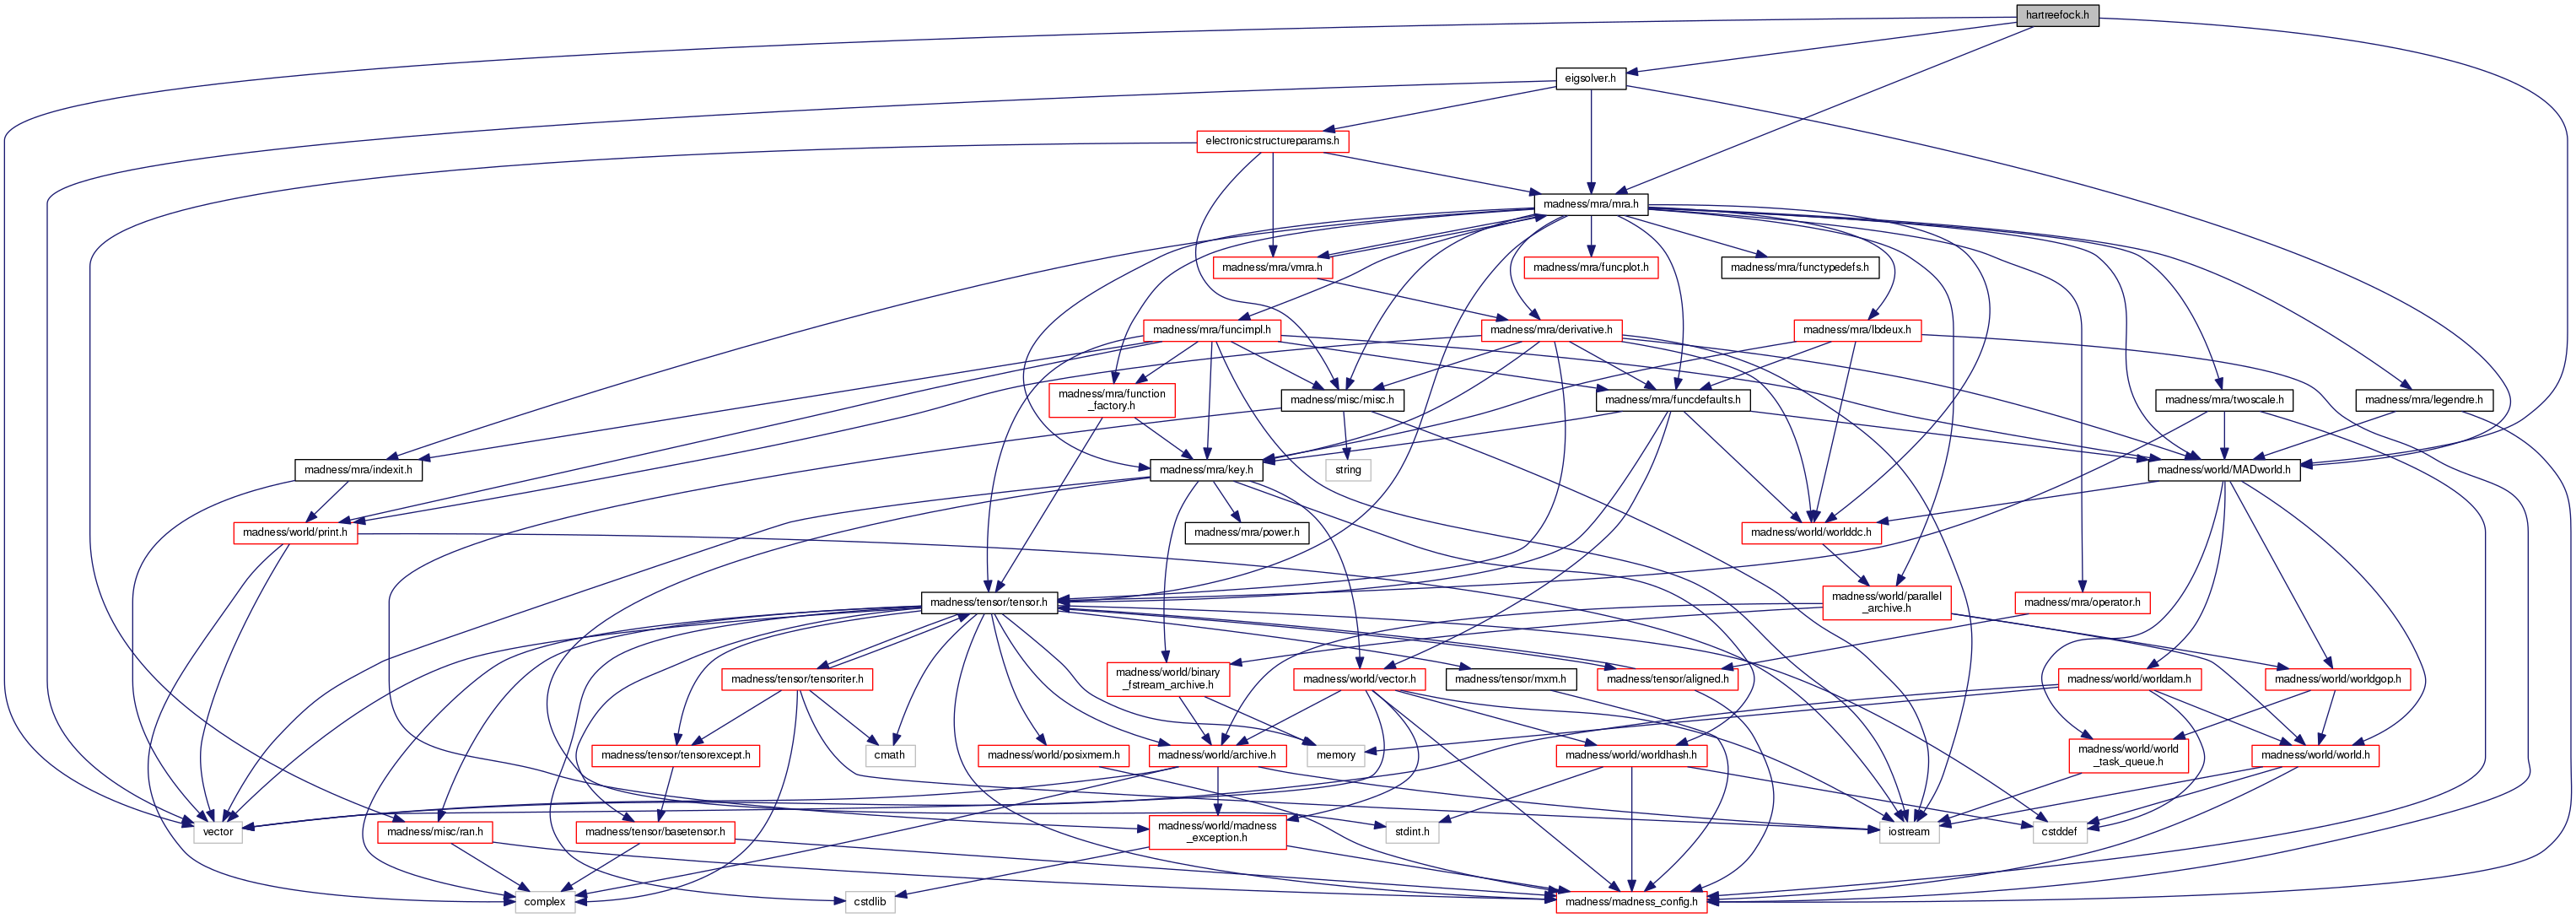 hartreefock.h
eigsolver.h
electronicstructureparams.h
madness/mra/mra.h
madness/mra/vmra.h
madness/mra/funcplot.h
madness/mra/functypedefs.h
madness/mra/funcimpl.h
madness/mra/derivative.h
madness/mra/lbdeux.h
madness/mra/function
_factory.h
madness/misc/misc.h
madness/mra/funcdefaults.h
madness/mra/twoscale.h
madness/mra/legendre.h
madness/mra/indexit.h
madness/mra/key.h
string
madness/world/MADworld.h
madness/world/print.h
madness/mra/power.h
madness/world/worlddc.h
madness/tensor/tensor.h
madness/world/parallel
_archive.h
madness/mra/operator.h
madness/tensor/tensoriter.h
madness/world/binary
_fstream_archive.h
madness/world/vector.h
madness/tensor/mxm.h
madness/tensor/aligned.h
madness/world/worldam.h
madness/world/worldgop.h
madness/tensor/tensorexcept.h
cmath
madness/world/posixmem.h
madness/world/archive.h
memory
madness/world/worldhash.h
madness/world/world
_task_queue.h
madness/world/world.h
vector
madness/misc/ran.h
madness/tensor/basetensor.h
madness/world/madness
_exception.h
stdint.h
iostream
cstddef
complex
cstdlib
madness/madness_config.h